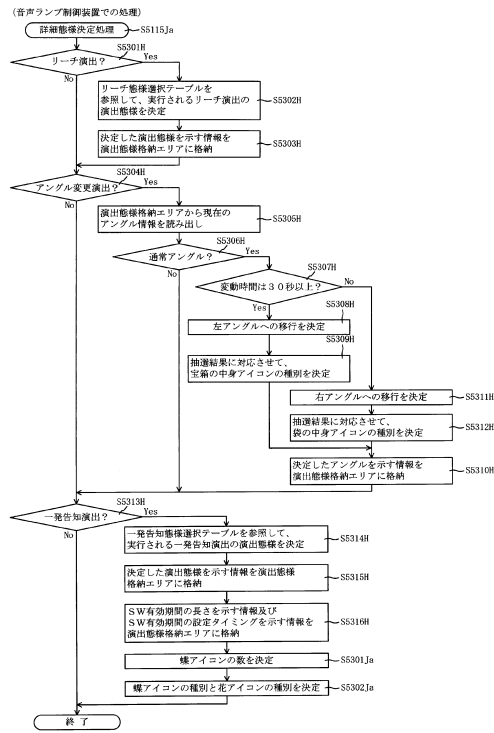 (音声ランプ制御装置での処理)
詳細態様決定処理
S5115Ja
S5301H
リーチ演出?
Yes
No
リーチ態様選択テーブルを
参照して、実行されるリーチ演出の
演出態様を決定
S5302H
決定した演出態様を示す情報を
演出態様格納エリアに格納
S5303H
S5304H
アングル変更演出?
Yes
No
演出態様格納エリアから現在の
アングル情報を読み出し
S5305H
S5306H
通常アングル?
Yes
No
S5307H
変動時間は30秒以上?
No
Yes
S5308H
左アングルへの移行を決定
S5309H
抽選結果に対応させて、
宝箱の中身アイコンの種別を決定
右アングルへの移行を決定
S5311H
抽選結果に対応させて、
袋の中身アイコンの種別を決定
S5312H
決定したアングルを示す情報を
演出態様格納エリアに格納
S5310H
S5313H
一発告知演出?
Yes
No
一発告知態様選択テーブルを参照して、
実行される一発告知演出の演出態様を決定
S5314H
決定した演出態様を示す情報を演出態様
格納エリアに格納
S5315H
SW有効期間の長さを示す情報及び
SW有効期間の設定タイミングを示す情報を
演出態様格納エリアに格納
S5316H
蝶アイコンの数を決定
S5301Ja
蝶アイコンの種別と花アイコンの種別を決定
S5302Ja
終了